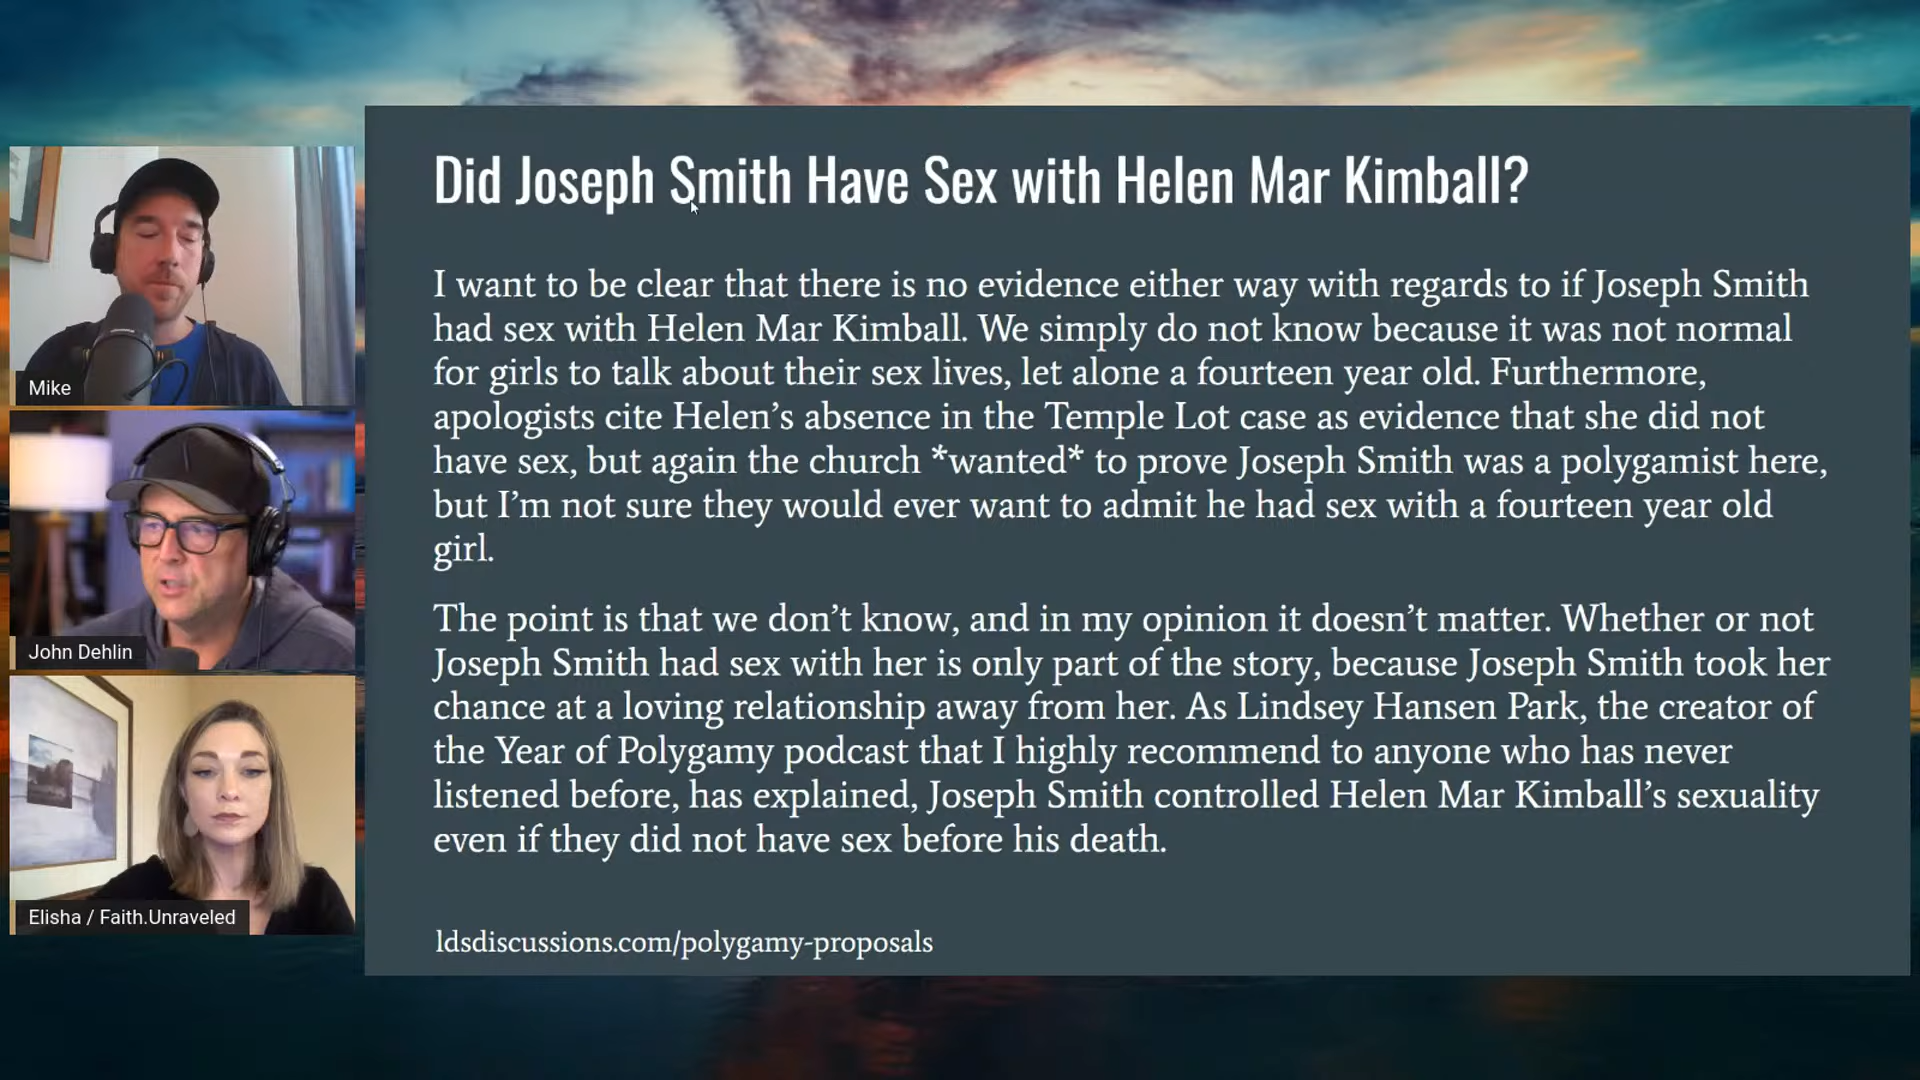 Did Joseph Smith Have Sex with Helen Mar Kimball?
I want to be clear that there is no evidence either way with regards to if Joseph Smith
had sex with Helen Mar Kimball. We simply do not know because it was not normal
for girls to talk about their sex lives, let alone a fourteen year old. Furthermore,
apologists cite Helen’s absence in the Temple Lot case as evidence that she did not
have sex, but again the church *wanted* to prove Joseph Smith was a polygamist here,
but I’m not sure they would ever want to admit he had sex with a fourteen year old
girl.
The point is that we don’t know, and in my opinion it doesn’t matter. Whether or not
Joseph Smith had sex with her is only part of the story, because Joseph Smith took her
chance at a loving relationship away from her. As Lindsey Hansen Park, the creator of
the Year of Polygamy podcast that I highly recommend to anyone who has never
listened before, has explained, Joseph Smith controlled Helen Mar Kimball’s sexuality
even if they did not have sex before his death.
ldsdiscussions.com/polygamy-proposals
Mike
John Dehlin
Elisha / Faith.Unraveled